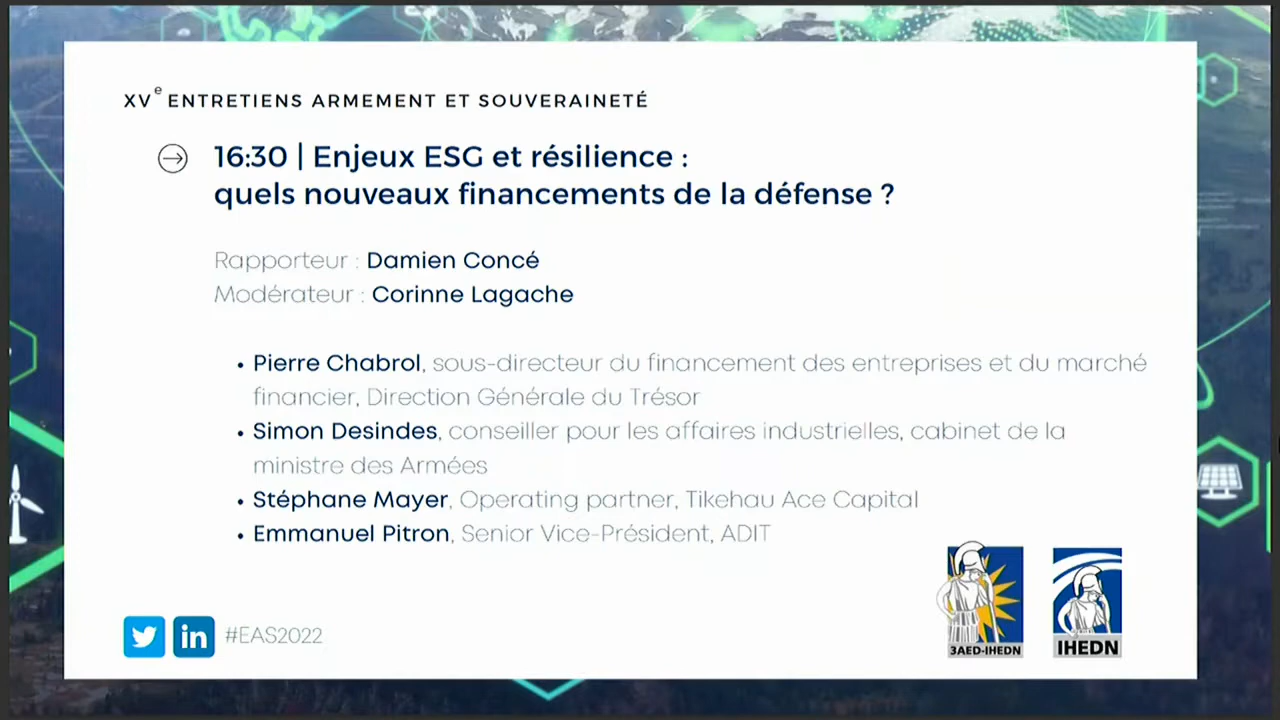 XVe ENTRETIENS ARMEMENT ET SOUVERAINETÉ
16:30 | Enjeux ESG et résilience :
quels nouveaux financements de la défense ?
Rapporteur : Damien Concé
Modérateur : Corinne Lagache
• Pierre Chabrol, sous-directeur du financement des entreprises et du marché
financier, Direction Générale du Trésor
• Simon Desindes, conseiller pour les affaires industrielles, cabinet de la
ministre des Armées
• Stéphane Mayer, Operating partner, Tikehau Ace Capital
• Emmanuel Pitron, Senior Vice-Président, ADIT
in #EAS2022
3AED-IHEDN
IHEDN